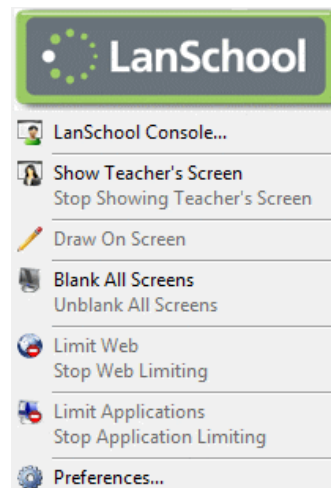 LanSchool
LanSchool Console...
Show Teacher's Screen
Stop Showing Teacher's Screen
Draw On Screen
Blank All Screens
Unblank All Screens
Limit Web
Stop Web Limiting
Limit Applications
Stop Application Limiting
Preferences...